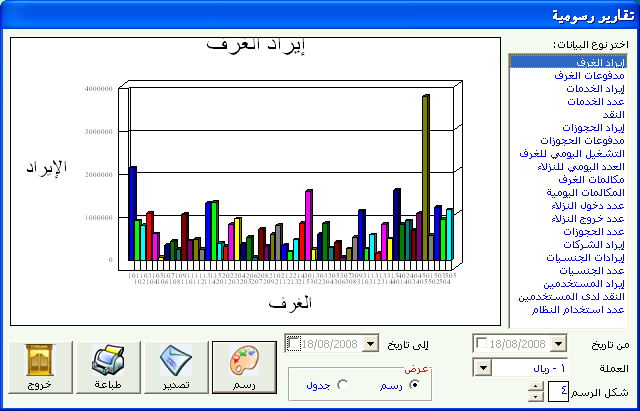 تقارير رسومية
اختر نوع البيانات:
إيراد الغرف
مدفوعات الغرف
إيراد الخدمات
عدد الخدمات
النقد
إيراد الحجوزات
مدفوعات الحجوزات
التشغيل اليومي للغرف
العدد اليومي للنزلاء
مكالمات الغرف
المكالمات اليومية
عدد دخول النزلاء
عدد خروج النزلاء
عدد الحجوزات
إيراد الشركات
إيرادات الجنسيات
عدد الجنسيات
إيراد المستخدمين
النقد لدى المستخدمين
عدد استخدام النظام
إيراد الغرف
4000000
3000000
2000000
1000000
0
الإيراد
الغرف
من تاريخ 18/08/2008
إلى تاريخ 18/08/2008
العملة ١ - ريال
شكل الرسم ٤
عرض
رسم
جدول
رسم
تصدير
طباعة
خروج